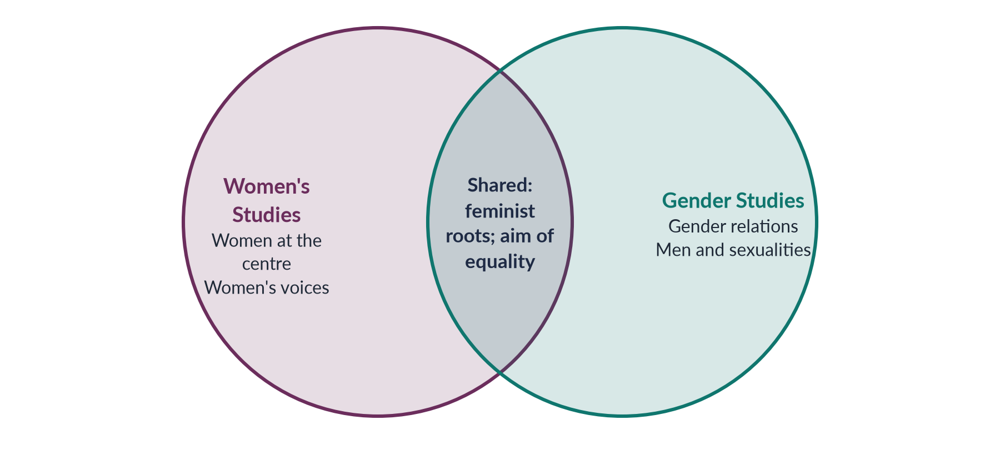 Women's
Studies
Women at the
centre
Women's voices
Shared:
feminist
roots; aim of
equality
Gender Studies
Gender relations
Men and sexualities